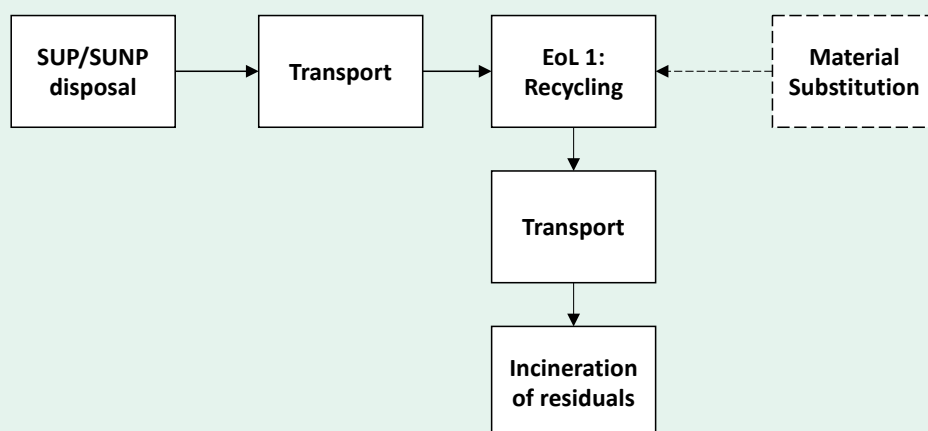 SUP/SUNP
disposal
Transport
EoL 1:
Recycling
Material
Substitution
Transport
Incineration
of residuals